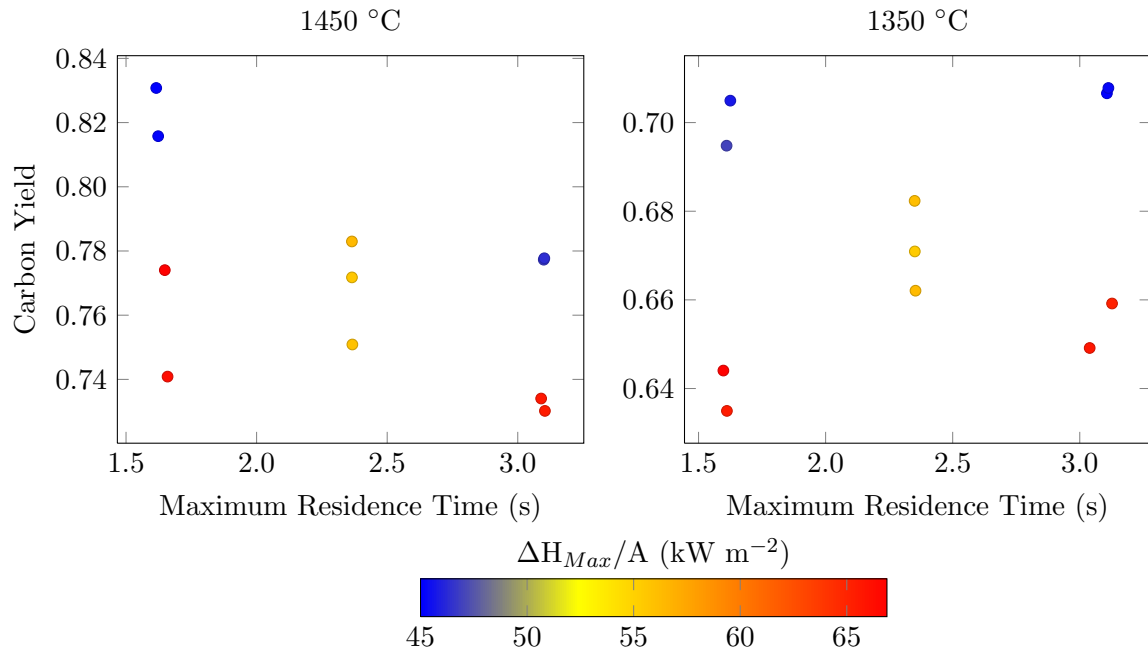 1450 °C
1350 °C
Carbon Yield
0.84
0.82
0.80
0.78
0.76
0.74
1.5 2.0 2.5 3.0
Maximum Residence Time (s)
0.70
0.68
0.66
0.64
1.5 2.0 2.5 3.0
Maximum Residence Time (s)
ΔH_Max/A (kW m⁻²)
45 50 55 60 65